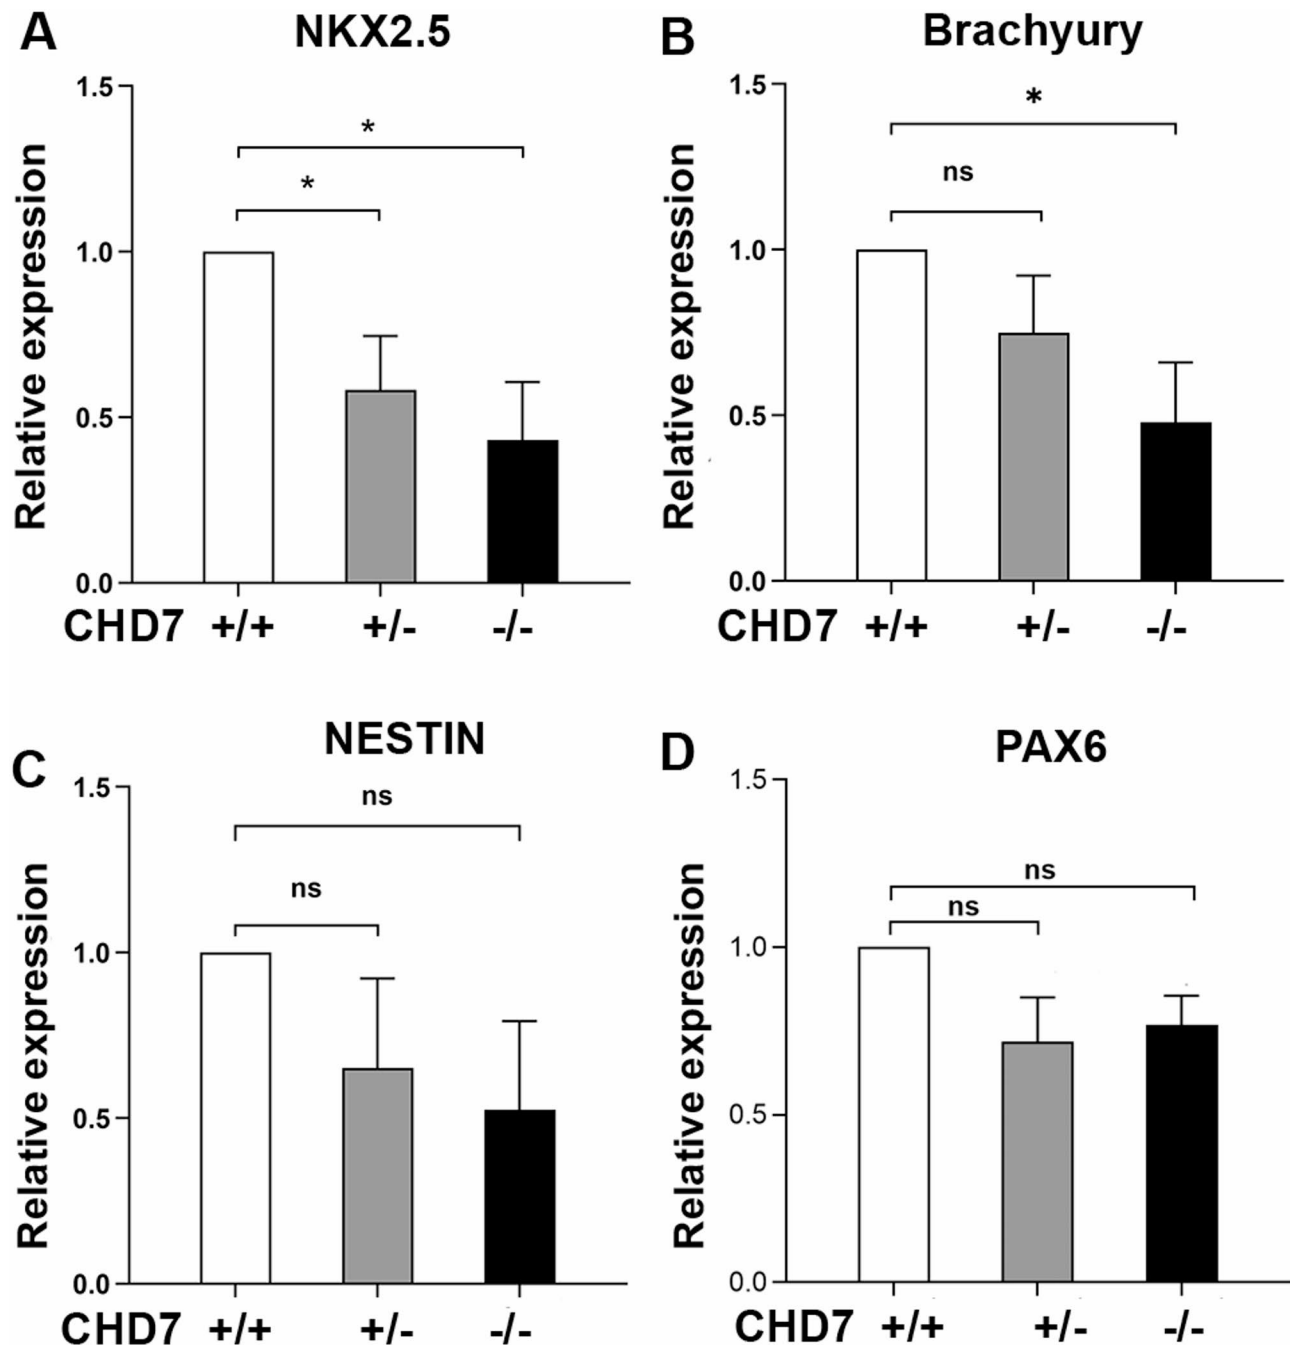 A
NKX2.5
1.5
1.0
0.5
0.0
Relative expression
*
*
CHD7 +/+ +/- -/-
B
Brachyury
1.5
1.0
0.5
0.0
Relative expression
*
ns
CHD7 +/+ +/- -/-
C
NESTIN
1.5
1.0
0.5
0.0
Relative expression
ns
ns
CHD7 +/+ +/- -/-
D
PAX6
1.5
1.0
0.5
0.0
Relative expression
ns
ns
CHD7 +/+ +/- -/-